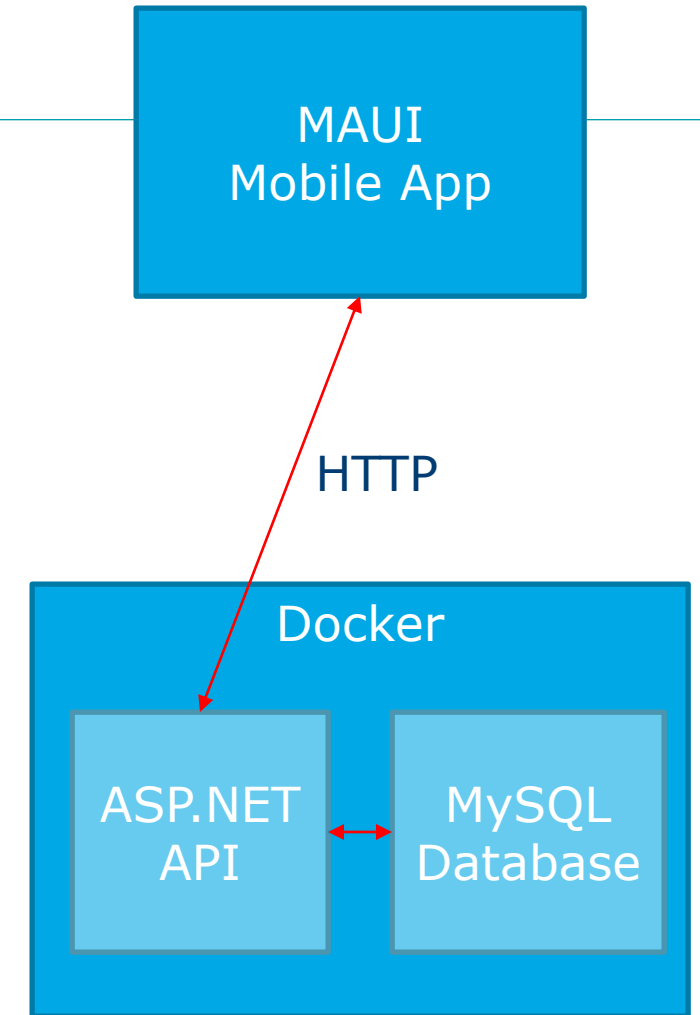 MAUI
Mobile App
HTTP
Docker
ASP.NET
API
MySQL
Database